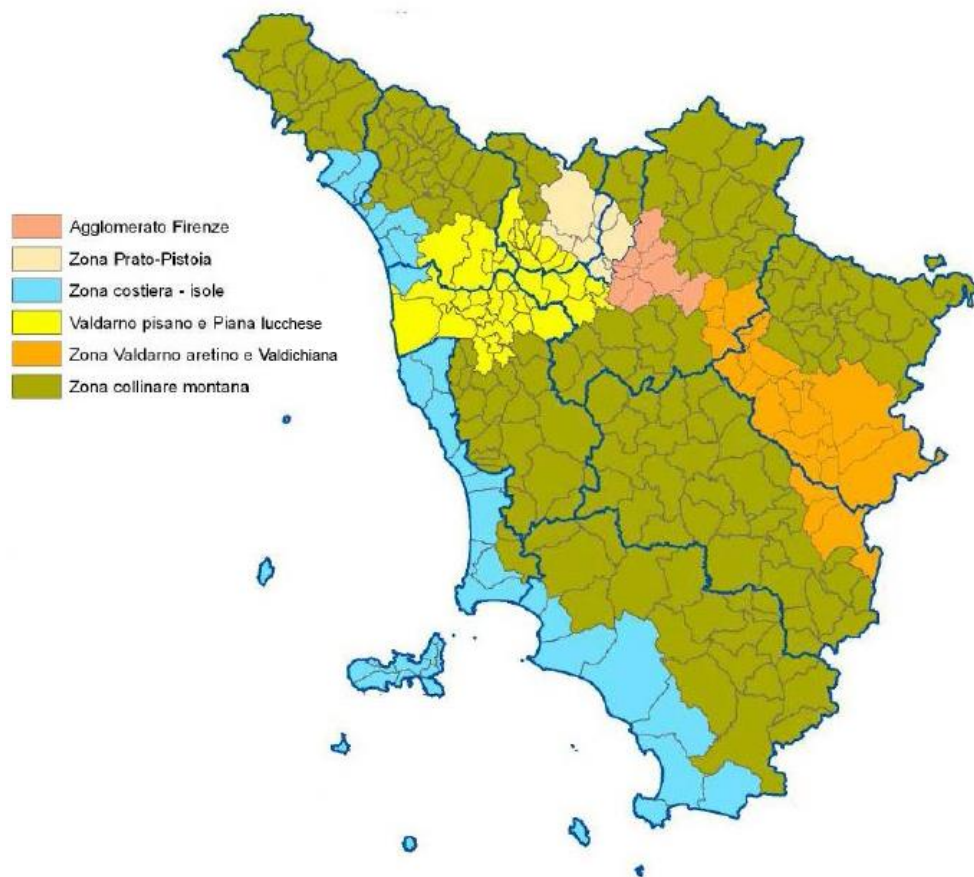 Agglomerato Firenze
Zona Prato-Pistoia
Zona costiera - isole
Valdarno pisano e Piana lucchese
Zona Valdarno aretino e Valdichiana
Zona collinare montana